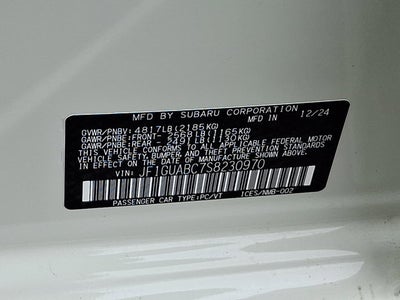 MFD BY SUBARU CORPORATION MFD IN 12/24
GVWR/PNBV: 4817LB(2185KG)
GAWR/PNBE: FRONT- 2568LB(1165KG)
GAWR/PNBE: REAR - 2491LB(1130KG)
THIS VEHICLE CONFORMS TO ALL APPLICABLE FEDERAL MOTOR
VEHICLE SAFETY, BUMPER, AND THEFT PREVENTION
STANDARDS IN EFFECT ON THE DATE OF MANUFACTURE
SHOWN ABOVE.
VIN: JF1GUABC7S8230970
PASSENGER CAR TYPE:PC/VT ICES/NMB-002